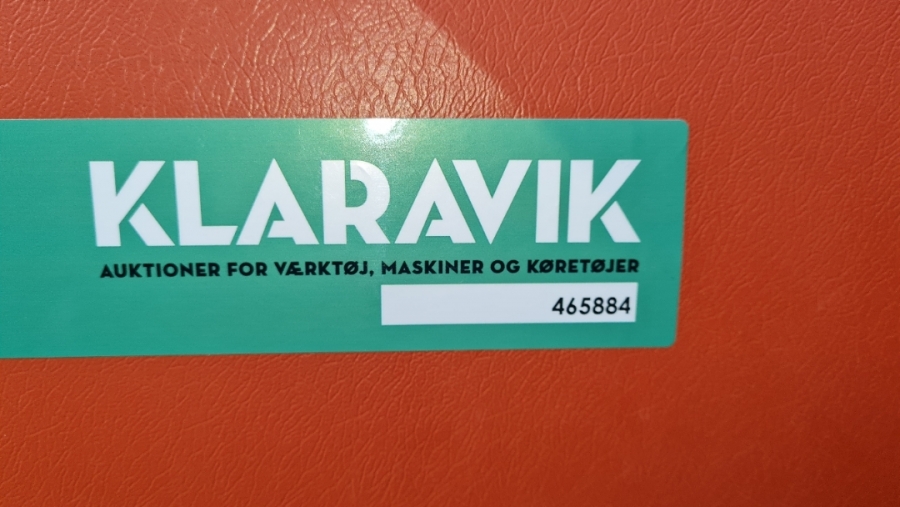 KLARAVIK
AUKTIONER FOR VÆRKTØJ, MASKINER OG KØRETØJER
465884